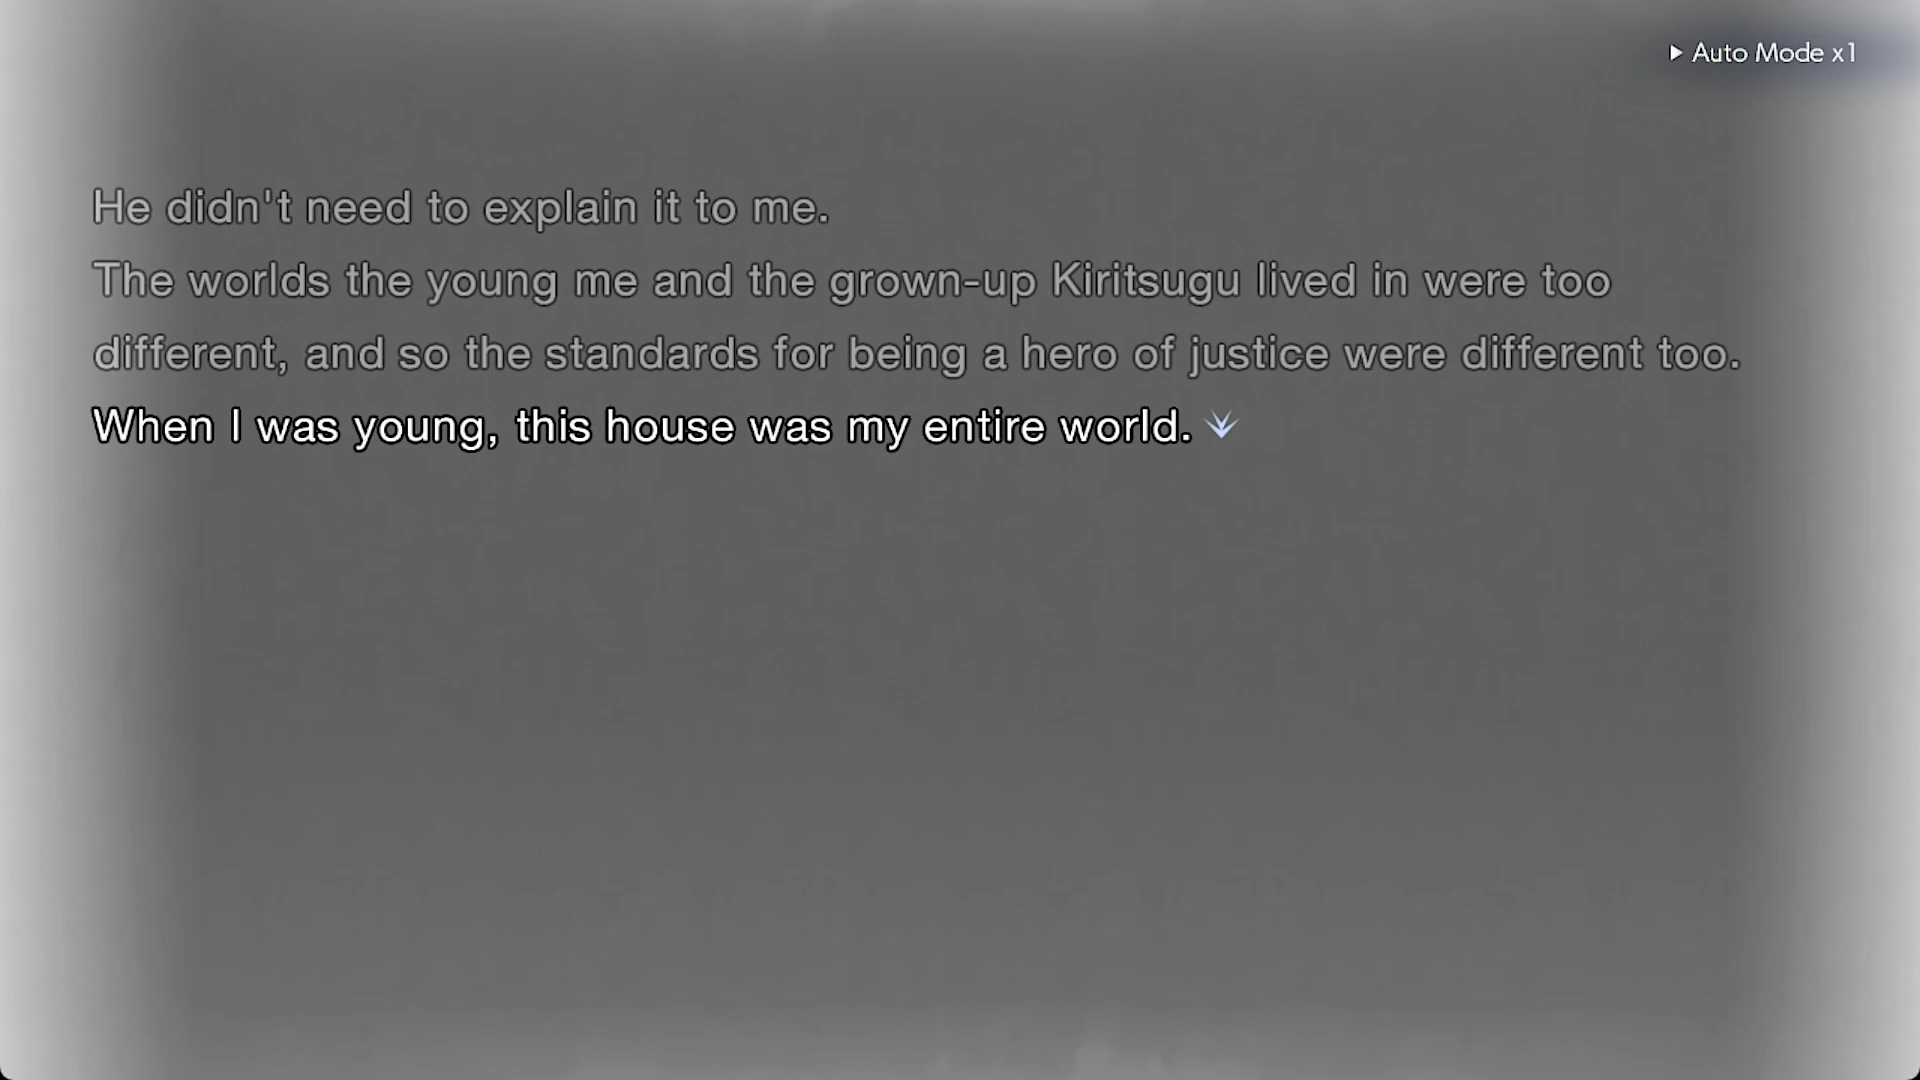 Auto Mode x1
He didn't need to explain it to me.
The worlds the young me and the grown-up Kiritsugu lived in were too
different, and so the standards for being a hero of justice were different too.
When I was young, this house was my entire world.